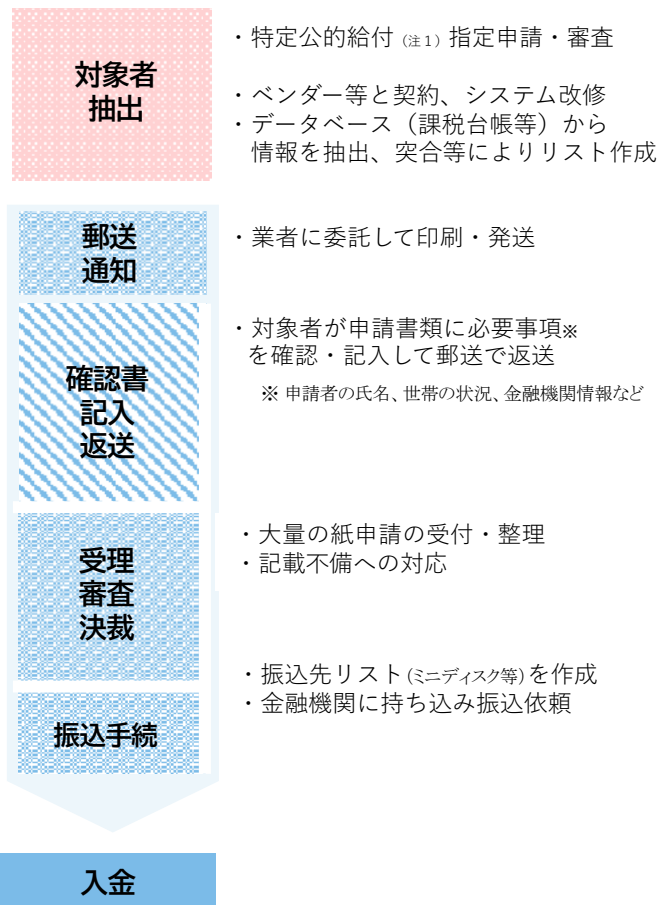 対象者
抽出
・特定公的給付（注１）指定申請・審査
・ベンダー等と契約、システム改修
・データベース（課税台帳等）から
情報を抽出、突合等によりリスト作成
郵送
通知
・業者に委託して印刷・発送
確認書
記入
返送
・対象者が申請書類に必要事項※
を確認・記入して郵送で返送
※ 申請者の氏名、世帯の状況、金融機関情報など
受理
審査
決裁
・大量の紙申請の受付・整理
・記載不備への対応
振込手続
・振込先リスト(ミニディスク等)を作成
・金融機関に持ち込み振込依頼
入金